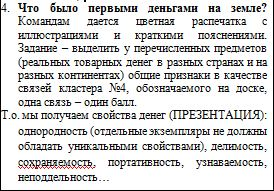 4. Что было первыми деньгами на земле?
Командам дается цветная распечатка с
иллюстрациями и краткими пояснениями.
Задание – выделить у перечисленных предметов
(реальных товарных денег в разных странах и на
разных континентах) общие признаки в качестве
связей кластера №4, обозначаемого на доске,
одна связь – один балл.
Т.о. мы получаем свойства денег (ПРЕЗЕНТАЦИЯ):
однородность (отдельные экземпляры не должны
обладать уникальными свойствами), делимость,
сохраняемость, портативность, узнаваемость,
неподдельность…